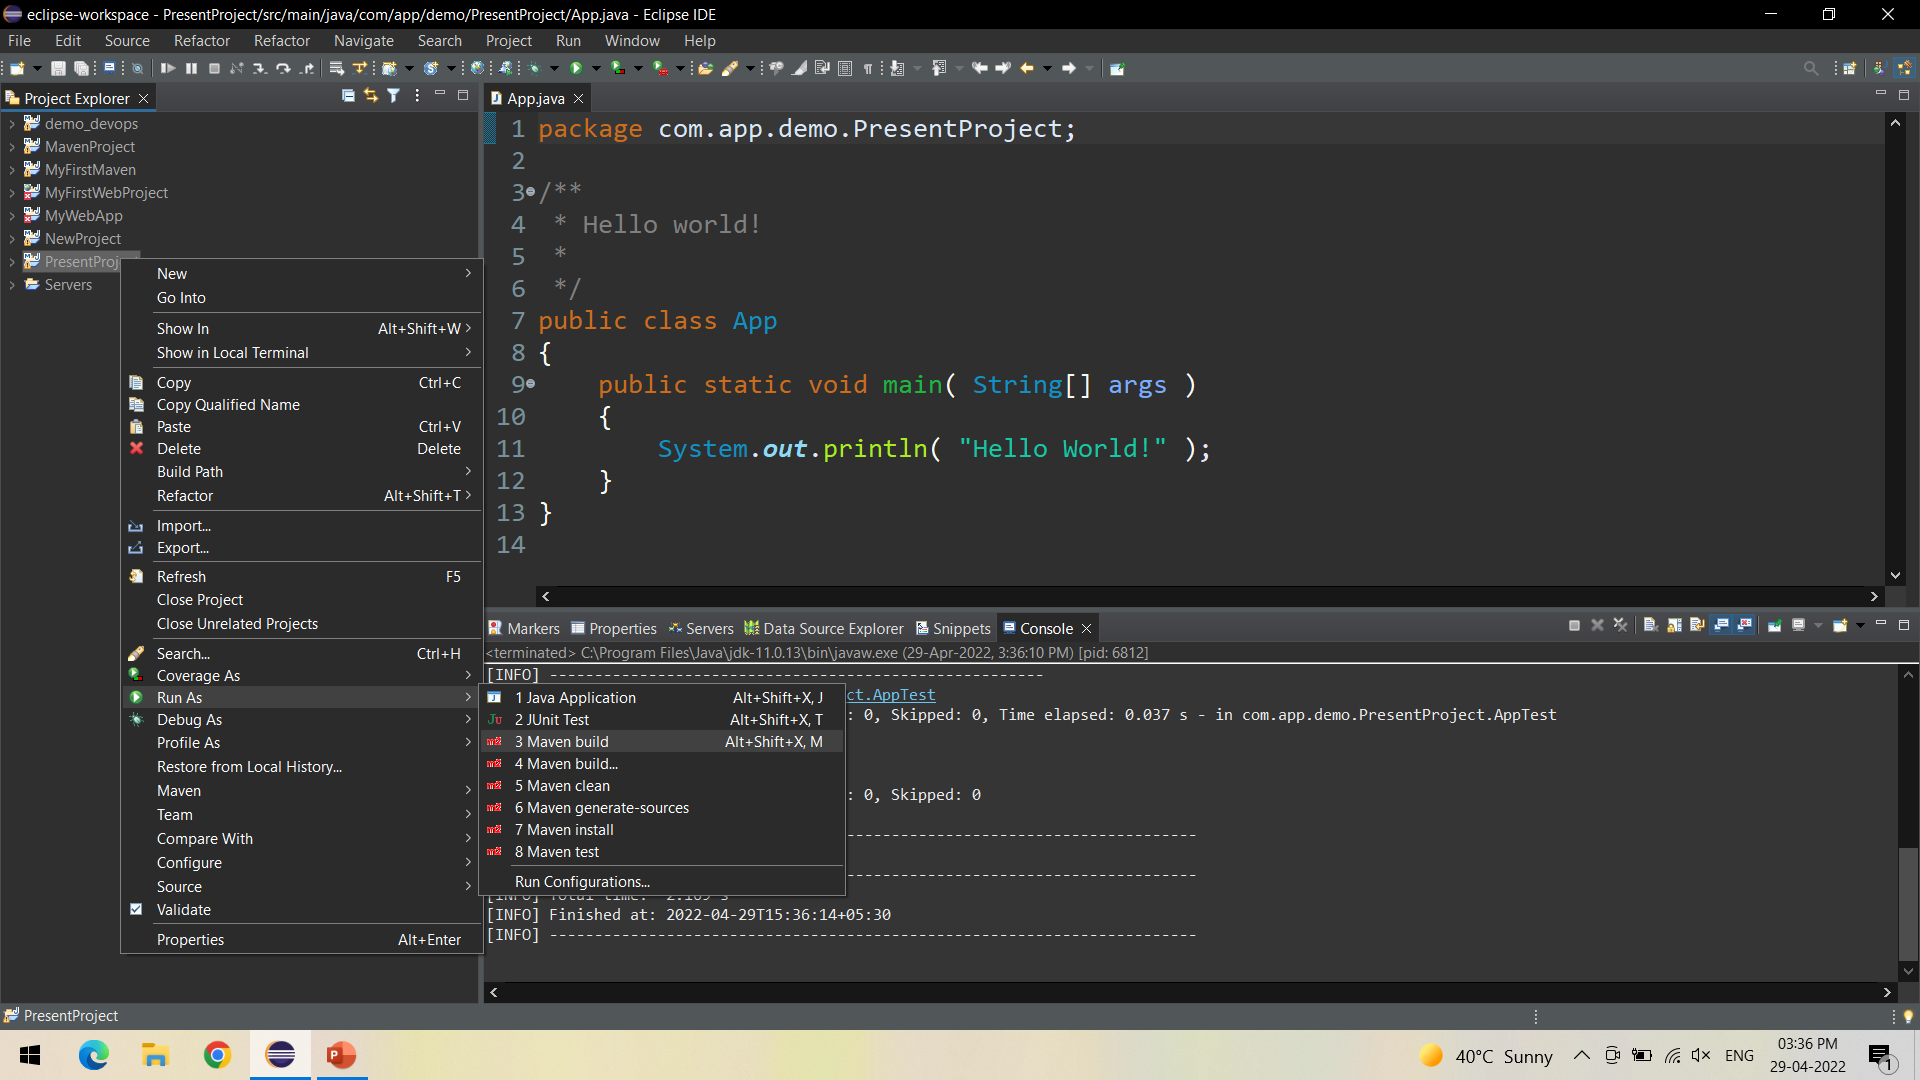 eclipse-workspace - PresentProject/src/main/java/com/app/demo/PresentProject/App.java - Eclipse IDE
File Edit Source Refactor Refactor Navigate Search Project Run Window Help
Project Explorer
demo_devops
MavenProject
MyFirstMaven
MyFirstWebProject
MyWebApp
NewProject
PresentProj
Servers
New
Go Into
Show In Alt+Shift+W
Show in Local Terminal
Copy Ctrl+C
Copy Qualified Name
Paste Ctrl+V
Delete Delete
Build Path
Refactor Alt+Shift+T
Import...
Export...
Refresh F5
Close Project
Close Unrelated Projects
Search... Ctrl+H
Coverage As
Run As
Debug As
Profile As
Restore from Local History...
Maven
Team
Compare With
Configure
Source
Validate
Properties Alt+Enter
1 Java Application Alt+Shift+X, J
2 JUnit Test Alt+Shift+X, T
3 Maven build Alt+Shift+X, M
4 Maven build...
5 Maven clean
6 Maven generate-sources
7 Maven install
8 Maven test
Run Configurations...
App.java
1 package com.app.demo.PresentProject;
2
3 /**
4 * Hello world!
5 *
6 */
7 public class App
8 {
9 public static void main( String[] args )
10 {
11 System.out.println( "Hello World!" );
12 }
13 }
14
Markers Properties Servers Data Source Explorer Snippets Console
<terminated> C:\Program Files\Java\jdk-11.0.13\bin\javaw.exe (29-Apr-2022, 3:36:10 PM) [pid: 6812]
[INFO] -------------------------------------------------------
ct.AppTest
: 0, Skipped: 0, Time elapsed: 0.037 s - in com.app.demo.PresentProject.AppTest
: 0, Skipped: 0
------------------------------------------------------------------------
------------------------------------------------------------------------
[INFO] Total time: 2.169 s
[INFO] Finished at: 2022-04-29T15:36:14+05:30
[INFO] ------------------------------------------------------------------------
PresentProject
40°C Sunny
ENG
03:36 PM
29-04-2022
1